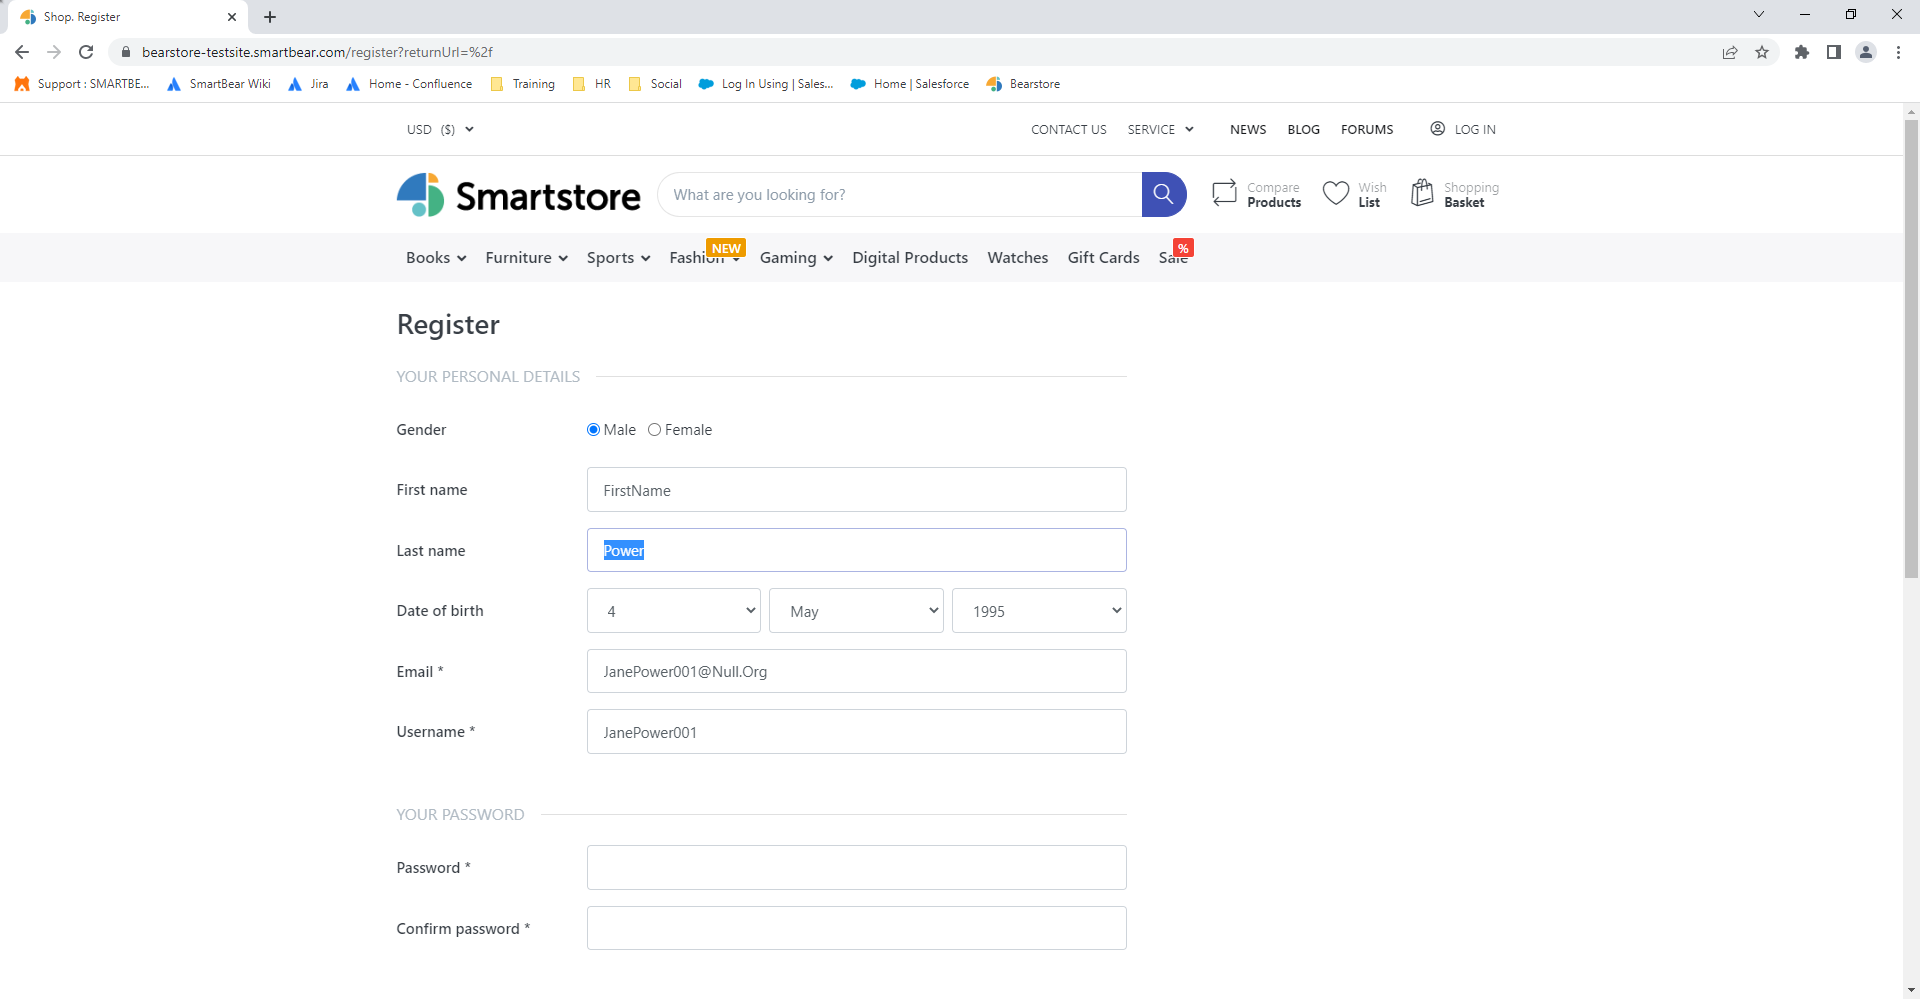 Shop. Register
bearstore-testsite.smartbear.com/register?returnUrl=%2f
Support : SMARTBE... SmartBear Wiki Jira Home - Confluence Training HR Social Log In Using | Sales... Home | Salesforce Bearstore
USD ($) CONTACT US SERVICE NEWS BLOG FORUMS LOG IN
Smartstore What are you looking for? Compare Products Wish List Shopping Basket
Books Furniture Sports Fashion NEW Gaming Digital Products Watches Gift Cards Sale %
Register
YOUR PERSONAL DETAILS
Gender Male Female
First name FirstName
Last name Power
Date of birth 4 May 1995
Email * JanePower001@Null.Org
Username * JanePower001
YOUR PASSWORD
Password *
Confirm password *